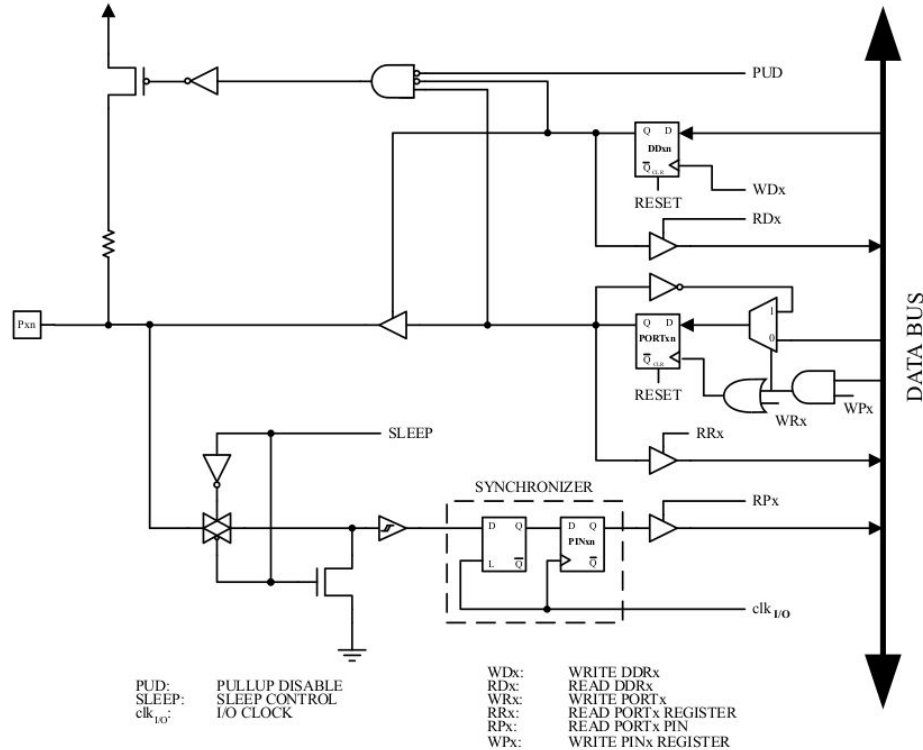 PUD
Q D
DDxn
Q CLR
WDx
RESET
RDx
Pxn
1
Q D
PORTxn
0
Q CLR
RESET
WRx
WPx
DATA BUS
RRx
SLEEP
SYNCHRONIZER
RPx
D Q
D Q
PINxn
L Q
Q
clk I/O
PUD: PULLUP DISABLE
SLEEP: SLEEP CONTROL
clk I/O: I/O CLOCK
WDx: WRITE DDRx
RDx: READ DDRx
WRx: WRITE PORTx
RRx: READ PORTx REGISTER
RPx: READ PORTx PIN
WPx: WRITE PINx REGISTER